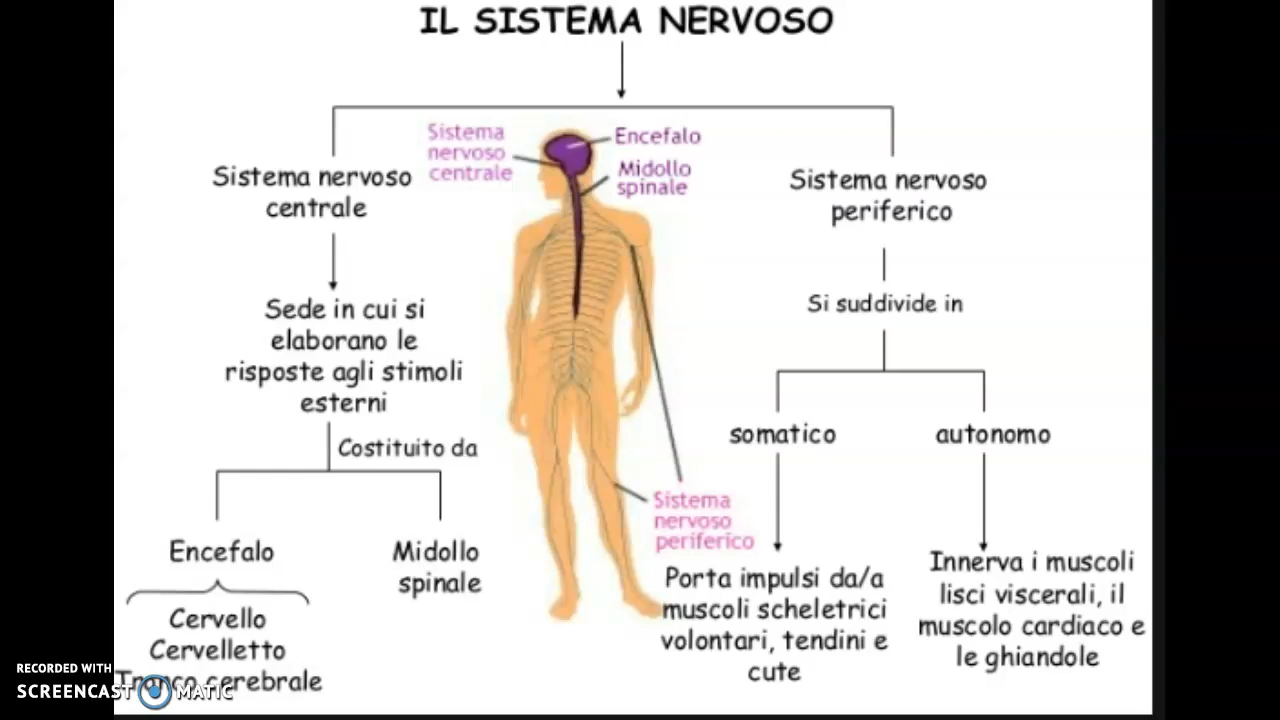 IL SISTEMA NERVOSO
Sistema nervoso
centrale
Sede in cui si
elaborano le
risposte agli stimoli
esterni
Costituito da
Encefalo
Midollo
spinale
Cervello
Cervelletto
Tronco cerebrale
Sistema
nervoso
centrale
Encefalo
Midollo
spinale
Sistema
nervoso
periferico
Sistema nervoso
periferico
Si suddivide in
somatico
autonomo
Porta impulsi da/a
muscoli scheletrici
volontari, tendini e
cute
Innerva i muscoli
lisci viscerali, il
muscolo cardiaco e
le ghiandole
RECORDED WITH
SCREENCAST MATIC